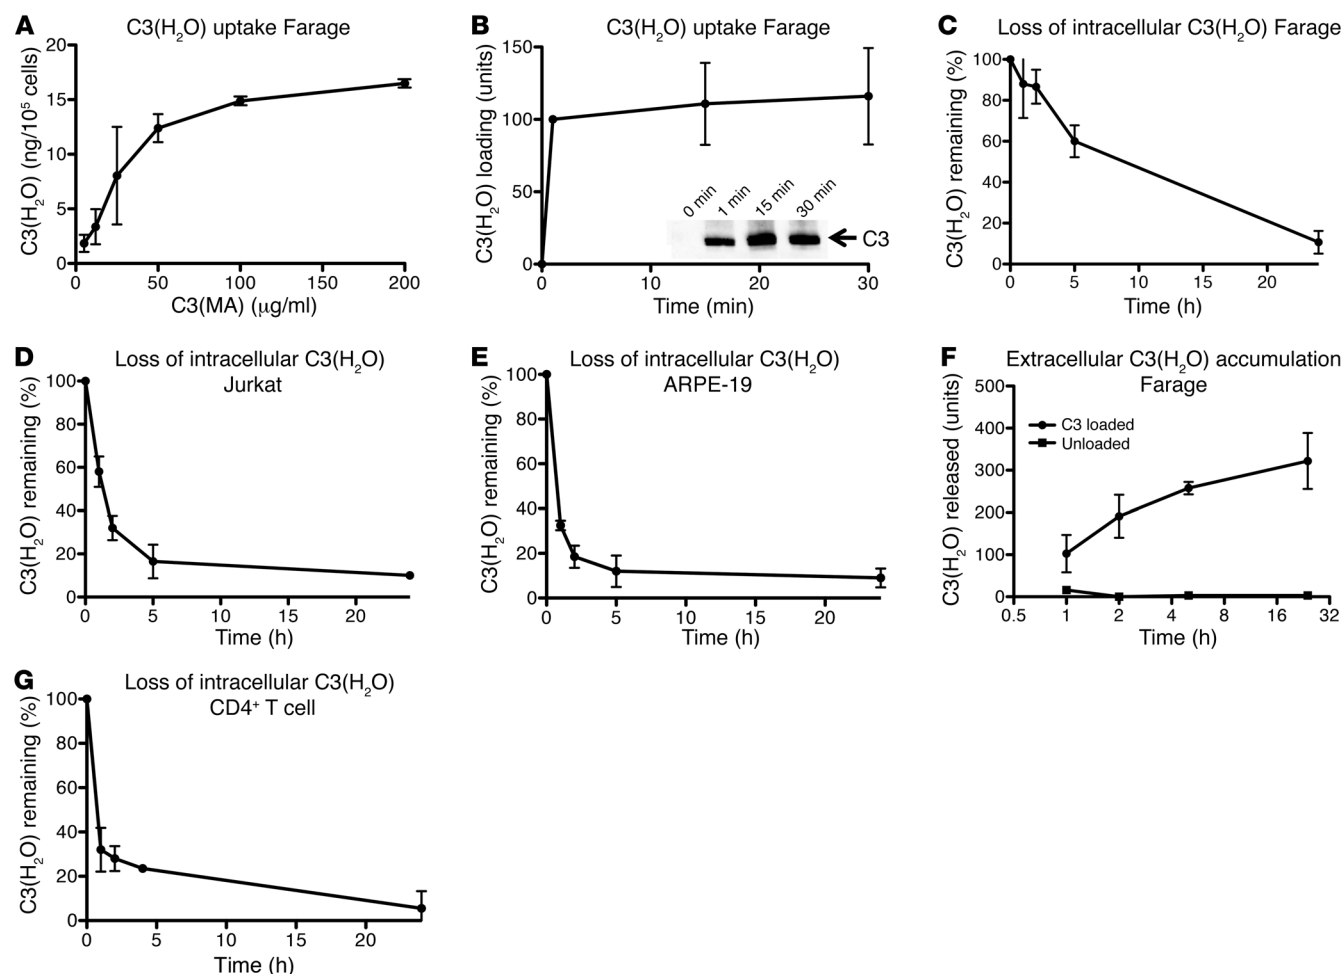 A
C3(H₂O) uptake Farage
C3(H₂O) (ng/10⁵ cells)
20
15
10
5
0
0 50 100 150 200
C3(MA) (μg/ml)
B
C3(H₂O) uptake Farage
C3(H₂O) loading (units)
150
100
50
0
0 min 1 min 15 min 30 min
C3
0 10 20 30
Time (min)
C
Loss of intracellular C3(H₂O) Farage
C3(H₂O) remaining (%)
100
80
60
40
20
0
0 5 10 15 20
Time (h)
D
Loss of intracellular C3(H₂O)
Jurkat
C3(H₂O) remaining (%)
100
80
60
40
20
0
0 5 10 15 20
Time (h)
E
Loss of intracellular C3(H₂O)
ARPE-19
C3(H₂O) remaining (%)
100
80
60
40
20
0
0 5 10 15 20
Time (h)
F
Extracellular C3(H₂O) accumulation
Farage
C3(H₂O) released (units)
500
400
300
200
100
0
C3 loaded
Unloaded
0.5 1 2 4 8 16 32
Time (h)
G
Loss of intracellular C3(H₂O)
CD4⁺ T cell
C3(H₂O) remaining (%)
100
80
60
40
20
0
0 5 10 15 20
Time (h)